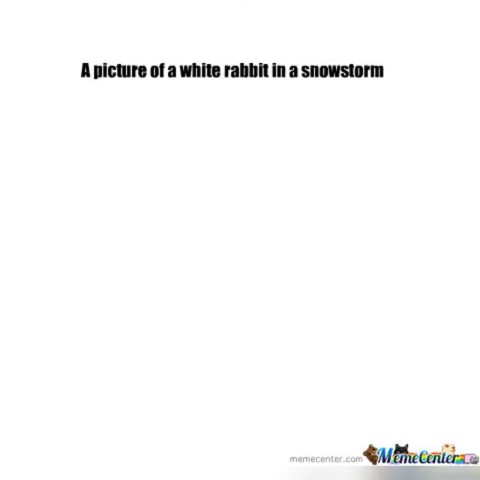 A picture of a white rabbit in a snowstorm
memecenter.com MemeCenter